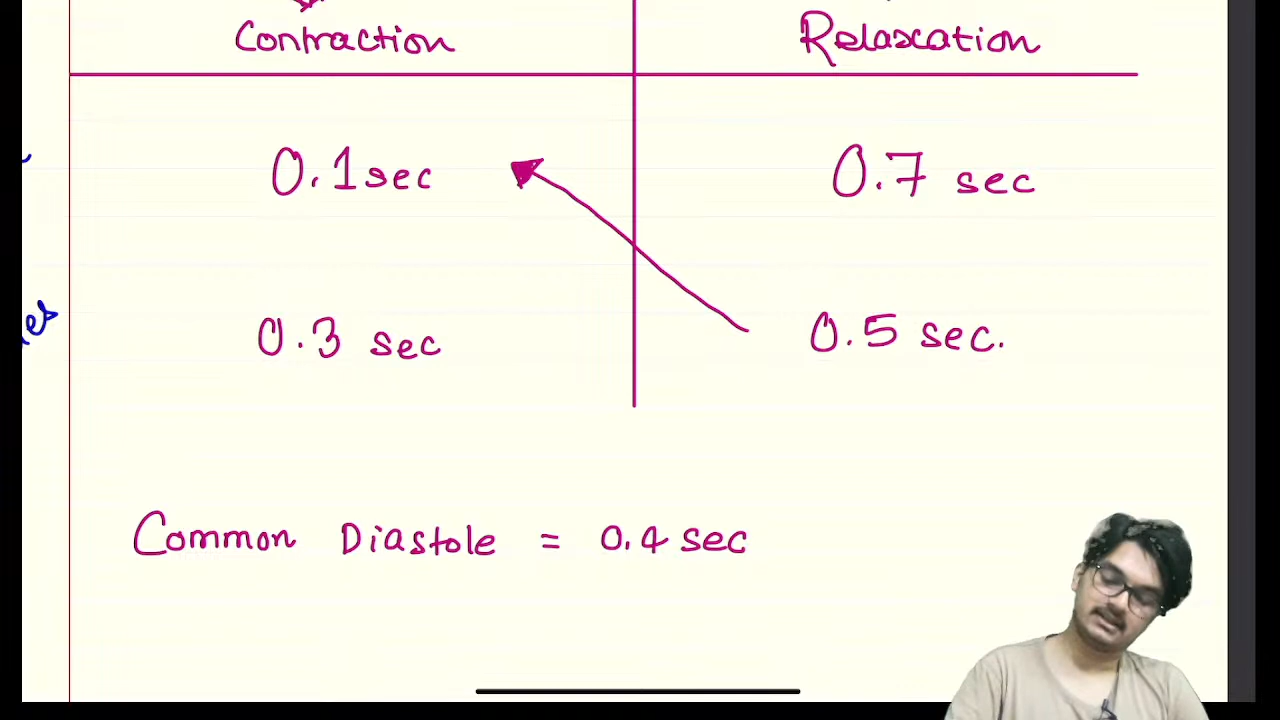 Contraction Relaxation
0.1 sec 0.7 sec
0.3 sec 0.5 sec.
Common Diastole = 0.4 sec